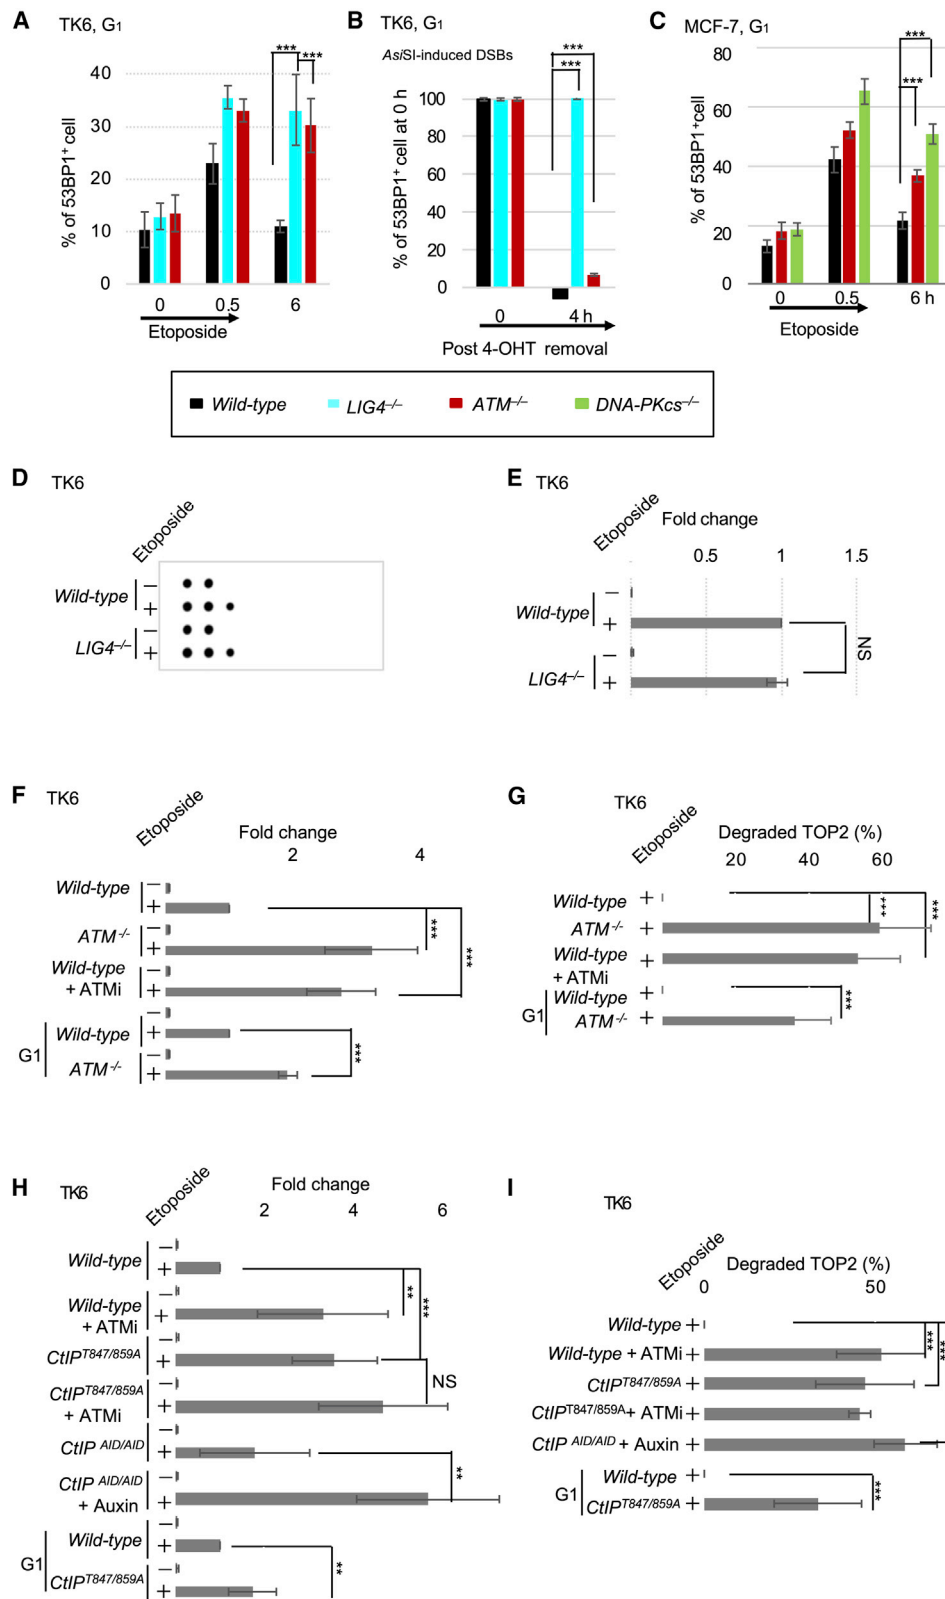 A TK6, G1
*** ***
% of 53BP1+cell
40
30
20
10
0
0 0.5 6
Etoposide
B TK6, G1
AsiSI-induced DSBs
***
***
% of 53BP1+ cell at 0 h
100
80
60
40
20
0
20
0 4 h
Post 4-OHT removal
C MCF-7, G1
***
***
% of 53BP1+cell
80
60
40
20
0
0 0.5 6 h
Etoposide
Wild-type LIG4–/– ATM–/– DNA-PKcs–/–
D TK6
Etoposide
Wild-type
–
+
LIG4–/–
–
+
E TK6
Etoposide
Fold change
0.5 1 1.5
Wild-type
–
+
LIG4–/–
–
+
NS
F TK6
Etoposide
Fold change
2 4
Wild-type
–
+
ATM-/-
–
+
Wild-type
+ ATMi
–
+
G1
Wild-type
–
+
ATM-/-
–
+
***
***
***
G TK6
Etoposide
Degraded TOP2 (%)
20 40 60
Wild-type +
ATM-/- +
Wild-type
+ ATMi
+
G1
Wild-type +
ATM-/- +
***
***
***
H TK6
Etoposide
Fold change
2 4 6
Wild-type
–
+
Wild-type
+ ATMi
–
+
CtIPT847/859A
–
+
CtIPT847/859A
+ ATMi
–
+
CtIP AID/AID
–
+
CtIP AID/AID
+ Auxin
–
+
G1
Wild-type
–
+
CtIPT847/859A
–
+
**
***
NS
**
**
I TK6
Etoposide
Degraded TOP2 (%)
0 50
Wild-type +
Wild-type + ATMi +
CtIPT847/859A +
CtIPT847/859A + ATMi +
CtIP AID/AID + Auxin +
G1
Wild-type +
CtIPT847/859A +
***
***
***